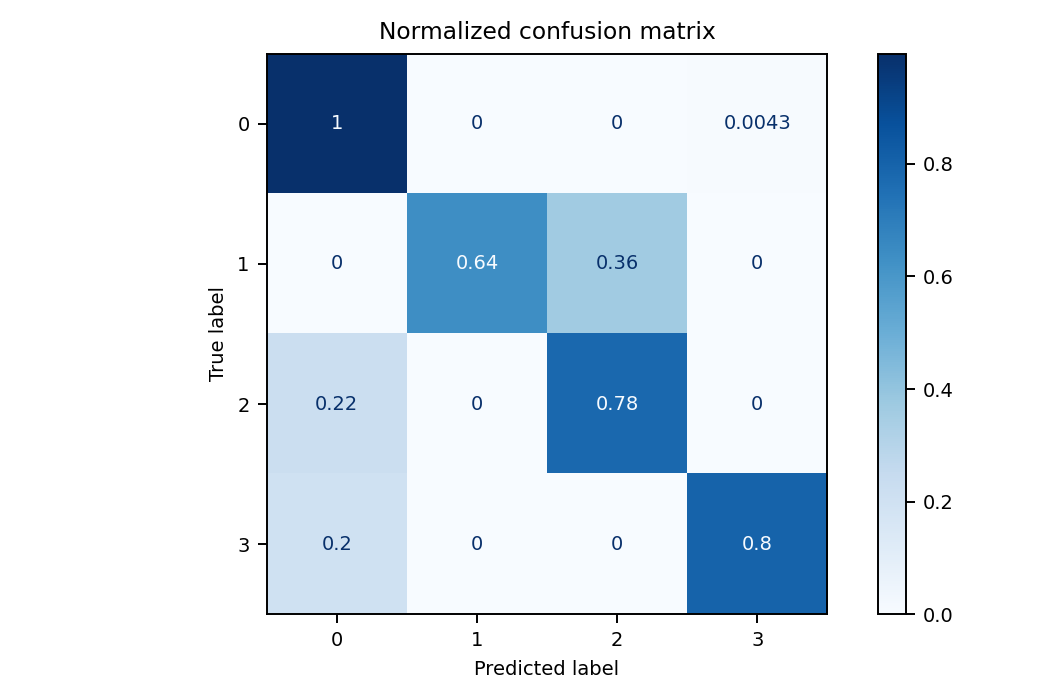 Normalized confusion matrix
0 1 0 0 0.0043
1 0 0.64 0.36 0
2 0.22 0 0.78 0
3 0.2 0 0 0.8
0 1 2 3
Predicted label
True label
0.8
0.6
0.4
0.2
0.0